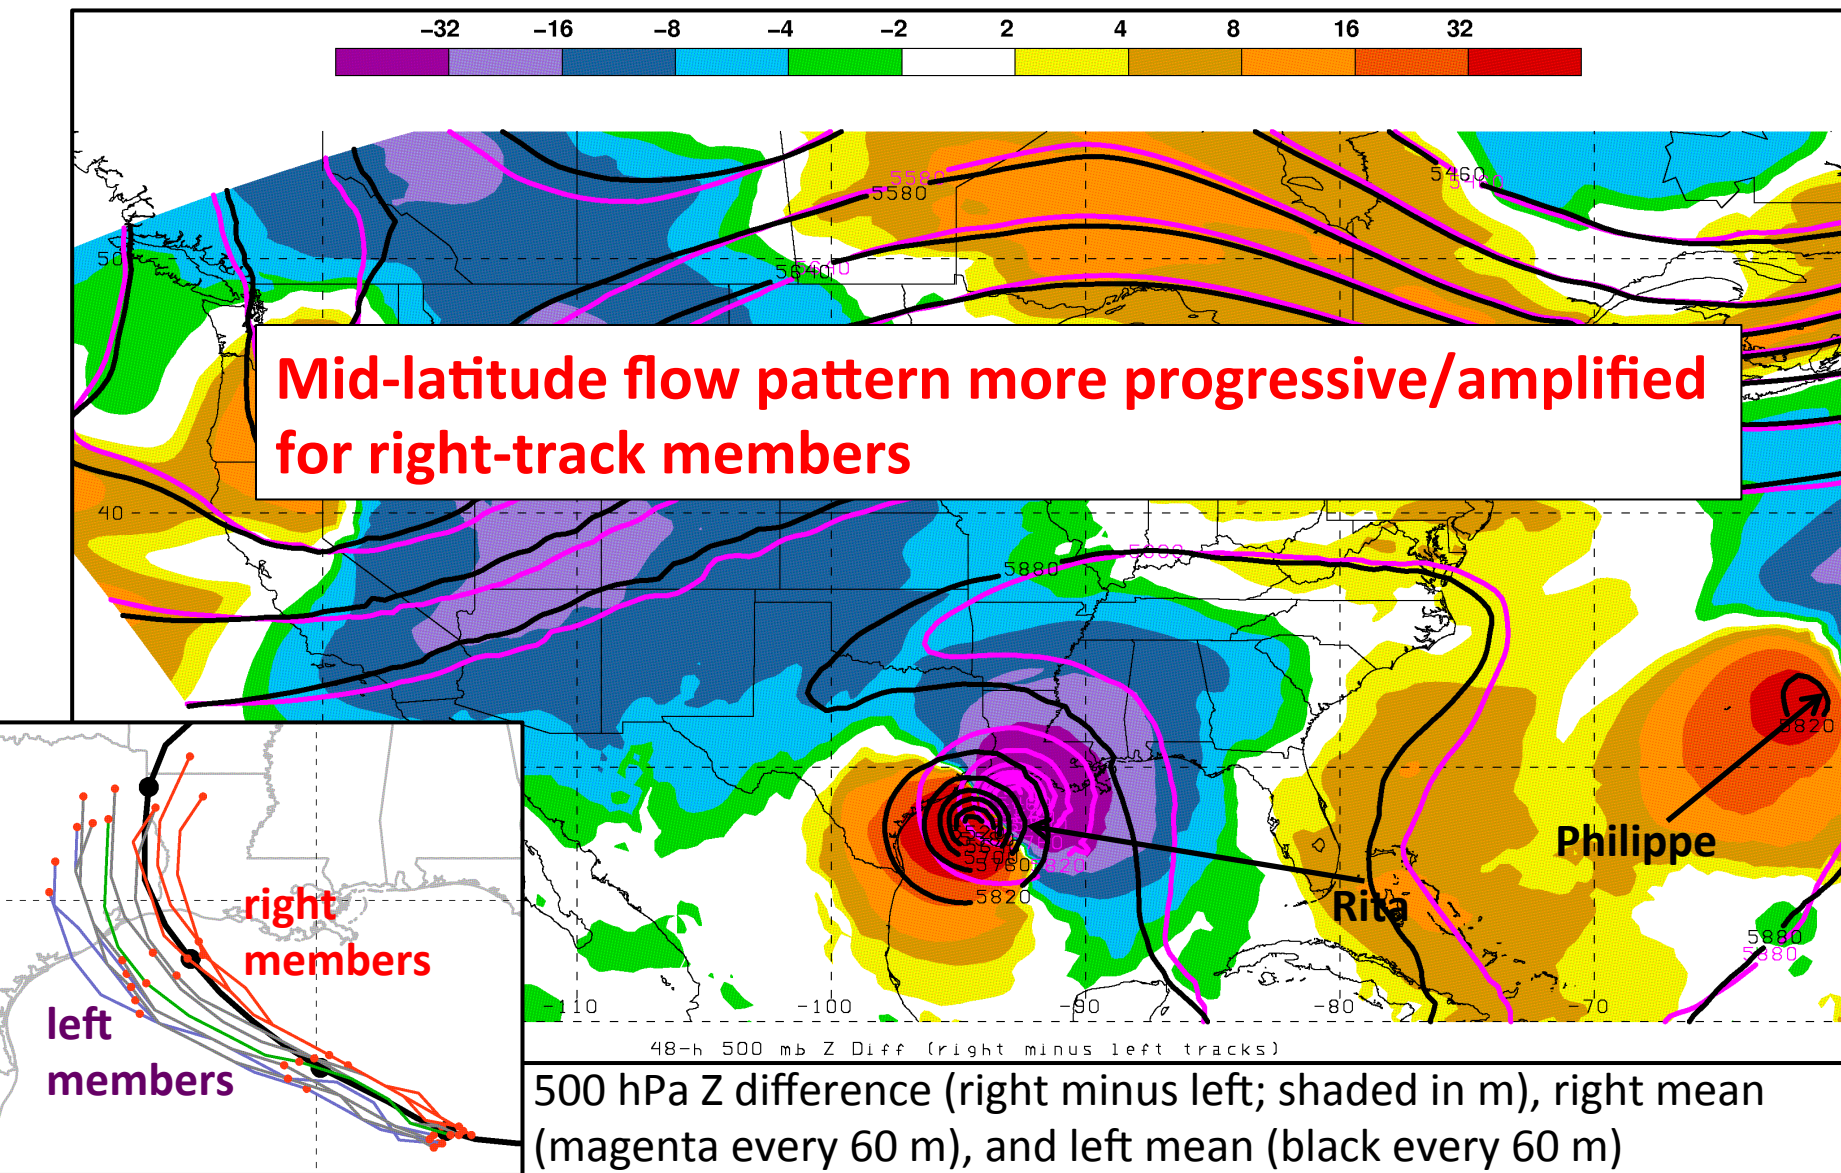 −32 −16 −8 −4 −2 2 4 8 16 32
5580
5580
5460
50
5640
Mid-latitude flow pattern more progressive/amplified
for right-track members
40
5880
5820
Philippe
Rita
5760
5820
5820
5880
5880
right
members
left
members
−110 −100 −90 −80 −70
48-h 500 mb Z Diff (right minus left tracks)
500 hPa Z difference (right minus left; shaded in m), right mean
(magenta every 60 m), and left mean (black every 60 m)